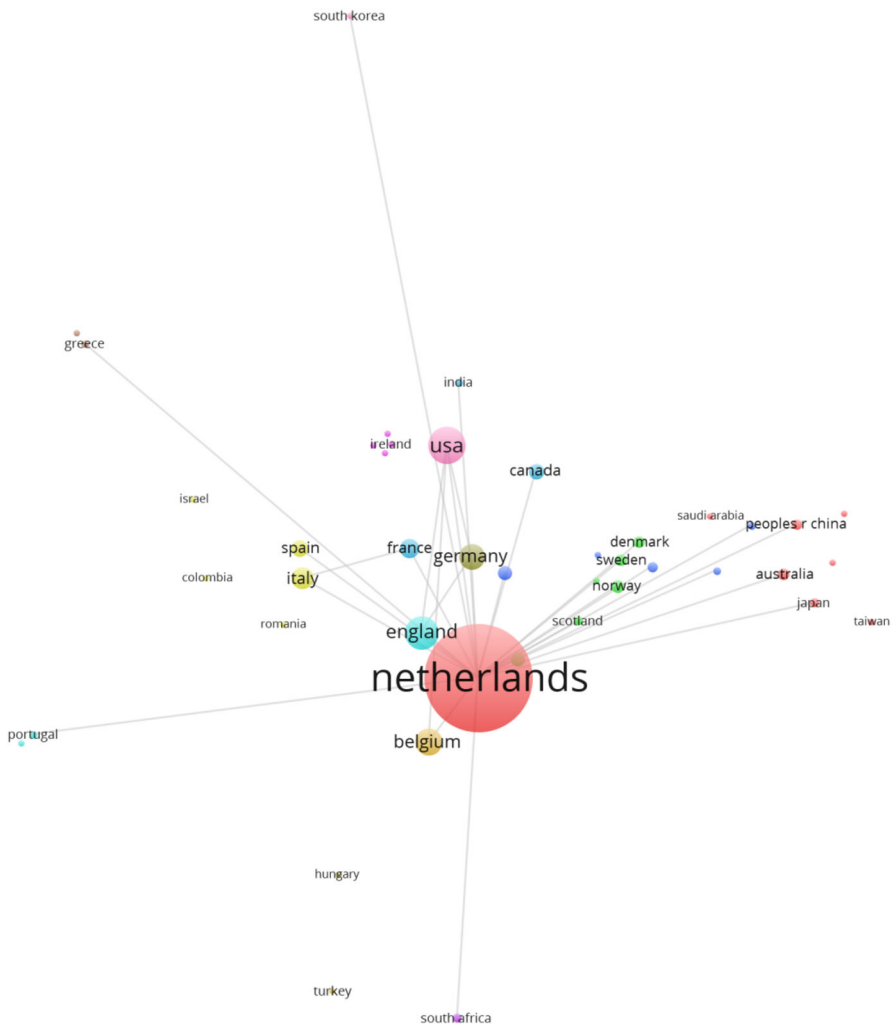 south korea
greece
india
ireland
usa
canada
israel
saudi arabia
peoples r china
spain
france
germany
denmark
sweden
italy
colombia
australia
norway
japan
romania
england
scotland
taiwan
netherlands
portugal
belgium
hungary
turkey
south africa